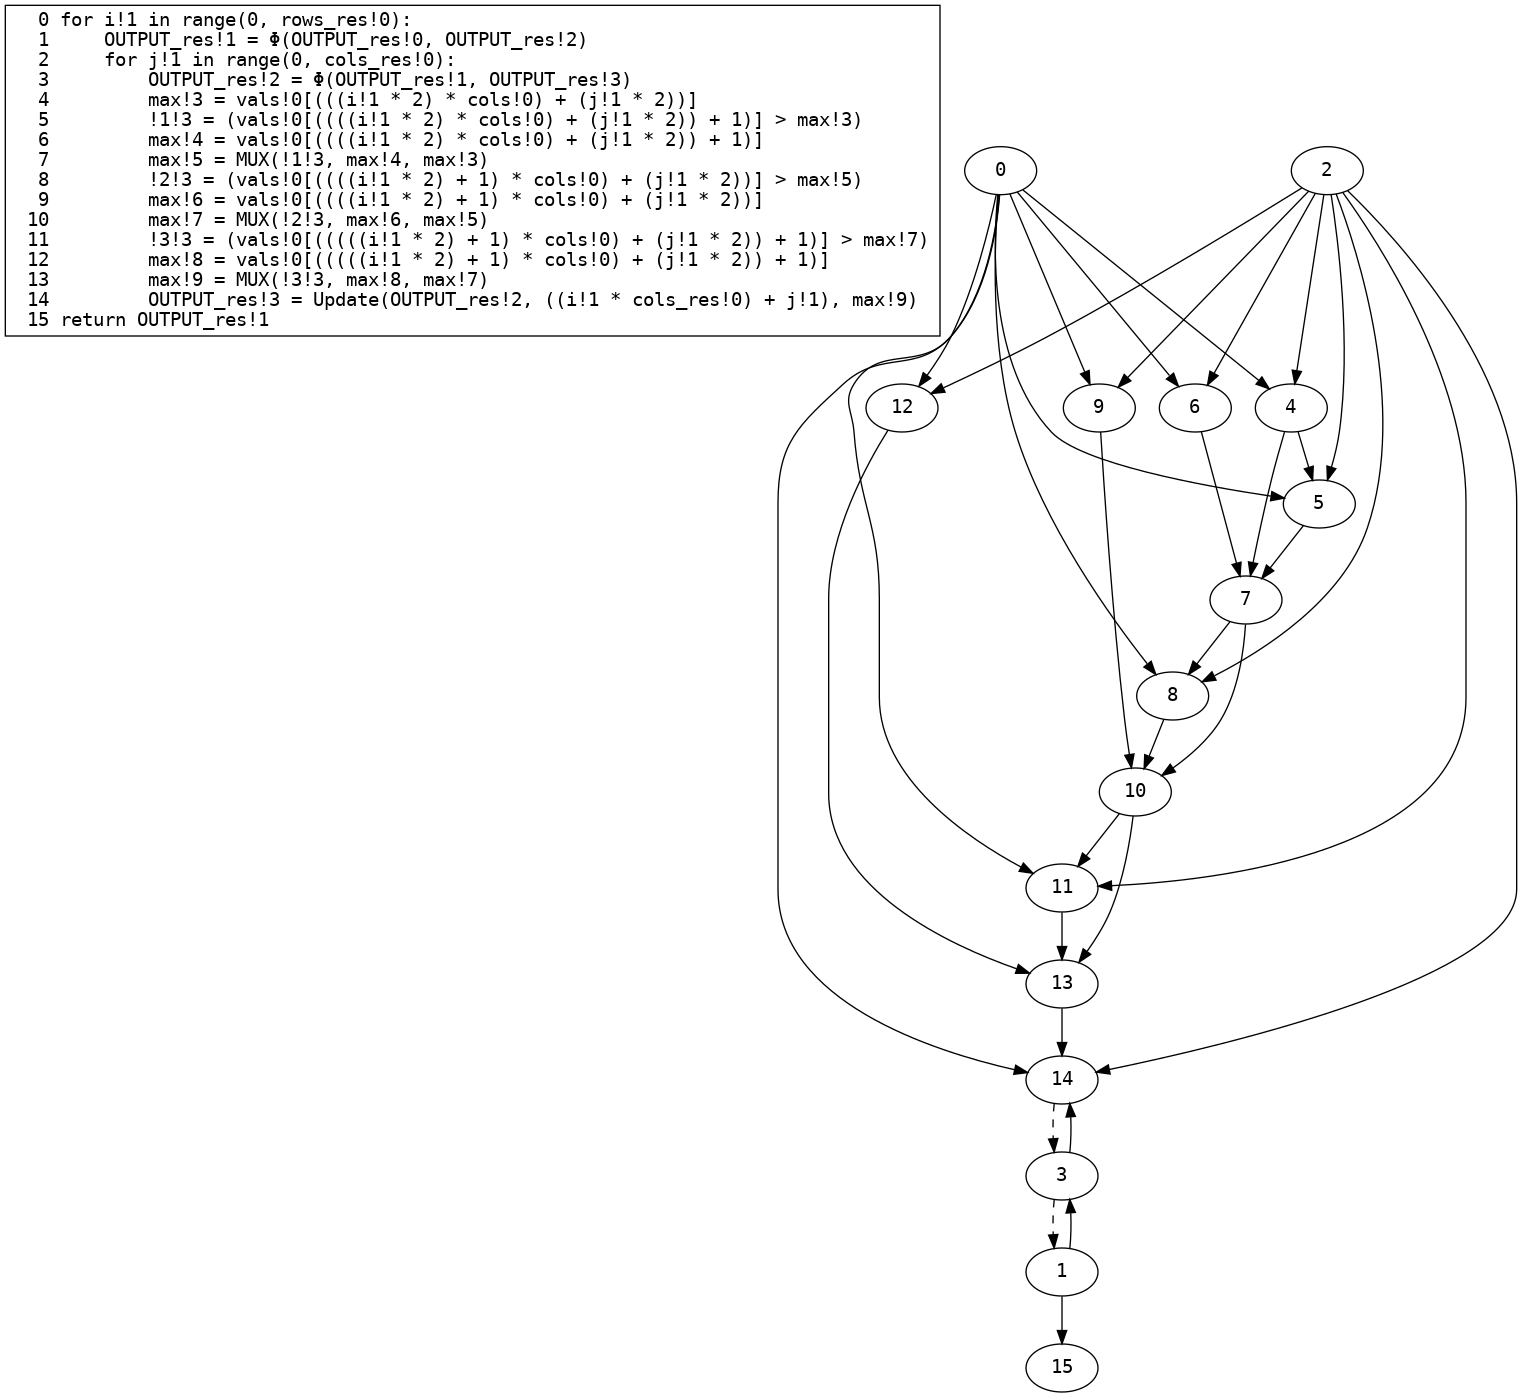 0 for i!1 in range(0, rows_res!0):
1     OUTPUT_res!1 = Φ(OUTPUT_res!0, OUTPUT_res!2)
2     for j!1 in range(0, cols_res!0):
3         OUTPUT_res!2 = Φ(OUTPUT_res!1, OUTPUT_res!3)
4         max!3 = vals!0[(((i!1 * 2) * cols!0) + (j!1 * 2))]
5         !1!3 = (vals!0[((((i!1 * 2) * cols!0) + (j!1 * 2)) + 1)] > max!3)
6         max!4 = vals!0[((((i!1 * 2) * cols!0) + (j!1 * 2)) + 1)]
7         max!5 = MUX(!1!3, max!4, max!3)
8         !2!3 = (vals!0[((((i!1 * 2) + 1) * cols!0) + (j!1 * 2))] > max!5)
9         max!6 = vals!0[((((i!1 * 2) + 1) * cols!0) + (j!1 * 2))]
10         max!7 = MUX(!2!3, max!6, max!5)
11         !3!3 = (vals!0[(((((i!1 * 2) + 1) * cols!0) + (j!1 * 2)) + 1)] > max!7)
12         max!8 = vals!0[(((((i!1 * 2) + 1) * cols!0) + (j!1 * 2)) + 1)]
13         max!9 = MUX(!3!3, max!8, max!7)
14         OUTPUT_res!3 = Update(OUTPUT_res!2, ((i!1 * cols_res!0) + j!1), max!9)
15 return OUTPUT_res!1
0
2
12
9
6
4
5
7
8
10
11
13
14
3
1
15